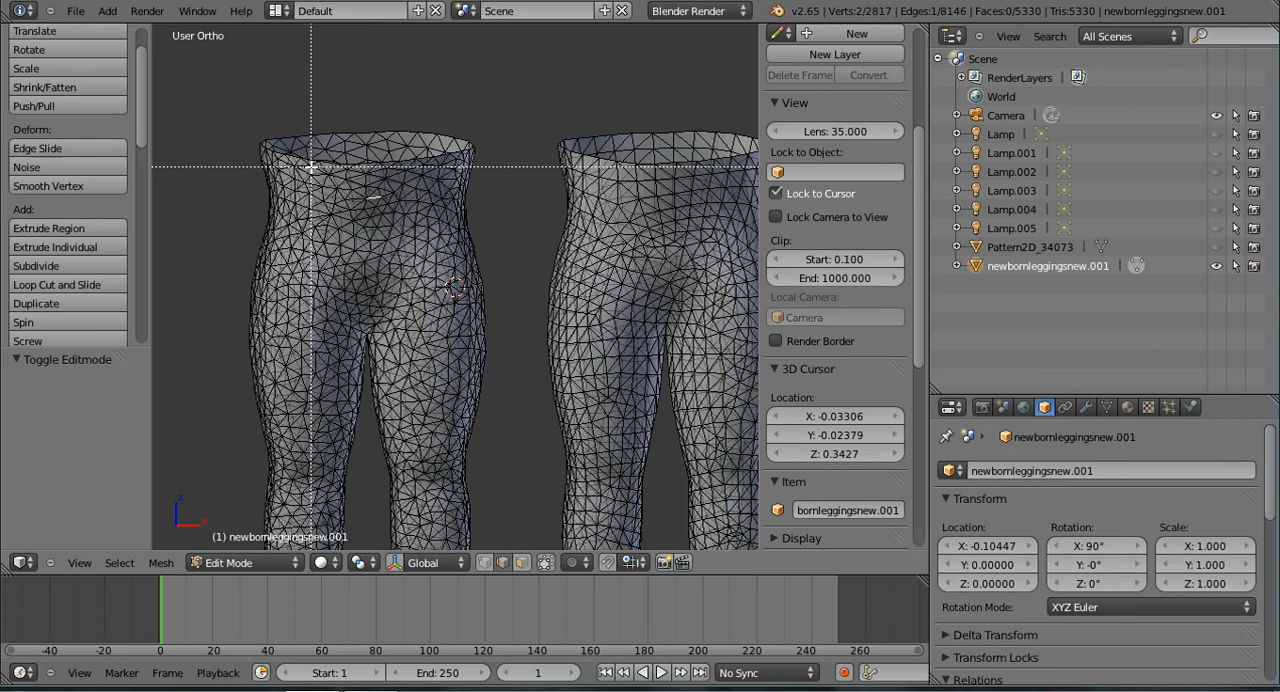 File Add Render Window Help Default Scene Blender Render v2.65 | Verts:2/2817 | Edges:1/8146 | Faces:0/5330 | Tris:5330 | newbornleggingsnew.001
Translate
Rotate
Scale
Shrink/Fatten
Push/Pull
Deform:
Edge Slide
Noise
Smooth Vertex
Add:
Extrude Region
Extrude Individual
Subdivide
Loop Cut and Slide
Duplicate
Spin
Screw
Toggle Editmode
User Ortho
z
x
(1) newbornleggingsnew.001
New
New Layer
Delete Frame Convert
View
Lens: 35.000
Lock to Object:
Lock to Cursor
Lock Camera to View
Clip:
Start: 0.100
End: 1000.000
Local Camera:
Camera
Render Border
3D Cursor
Location:
X: -0.03306
Y: -0.02379
Z: 0.3427
Item
bornleggingsnew.001
Display
View Select Mesh Edit Mode Global
-40 -20 0 20 40 60 80 100 120 140 160 180 200 220 240 260
View Marker Frame Playback Start: 1 End: 250 1 No Sync
View Search All Scenes
Scene
RenderLayers |
World
Camera |
Lamp |
Lamp.001 |
Lamp.002 |
Lamp.003 |
Lamp.004 |
Lamp.005 |
Pattern2D_34073 |
newbornleggingsnew.001 |
newbornleggingsnew.001
newbornleggingsnew.001
Transform
Location: Rotation: Scale:
X: -0.10447 X: 90° X: 1.000
Y: 0.00000 Y: -0° Y: 1.000
Z: 0.00000 Z: 0° Z: 1.000
Rotation Mode: XYZ Euler
Delta Transform
Transform Locks
Relations